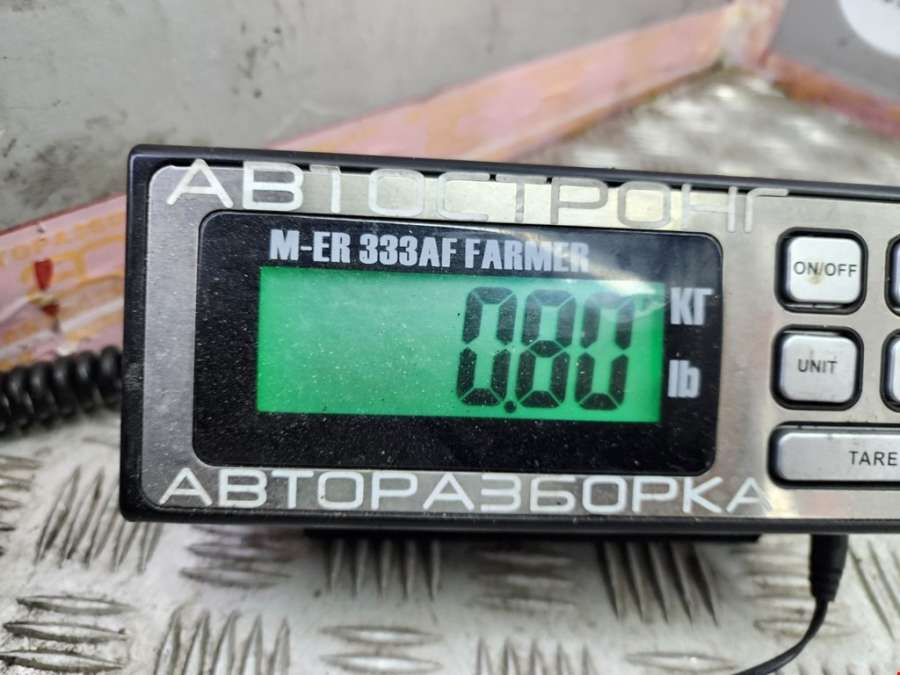 АВТОСТРОНГ
M-ER 333AF FARMER
0.80 КГ
lb
ON/OFF
UNIT
TARE
АВТОРАЗБОРКА